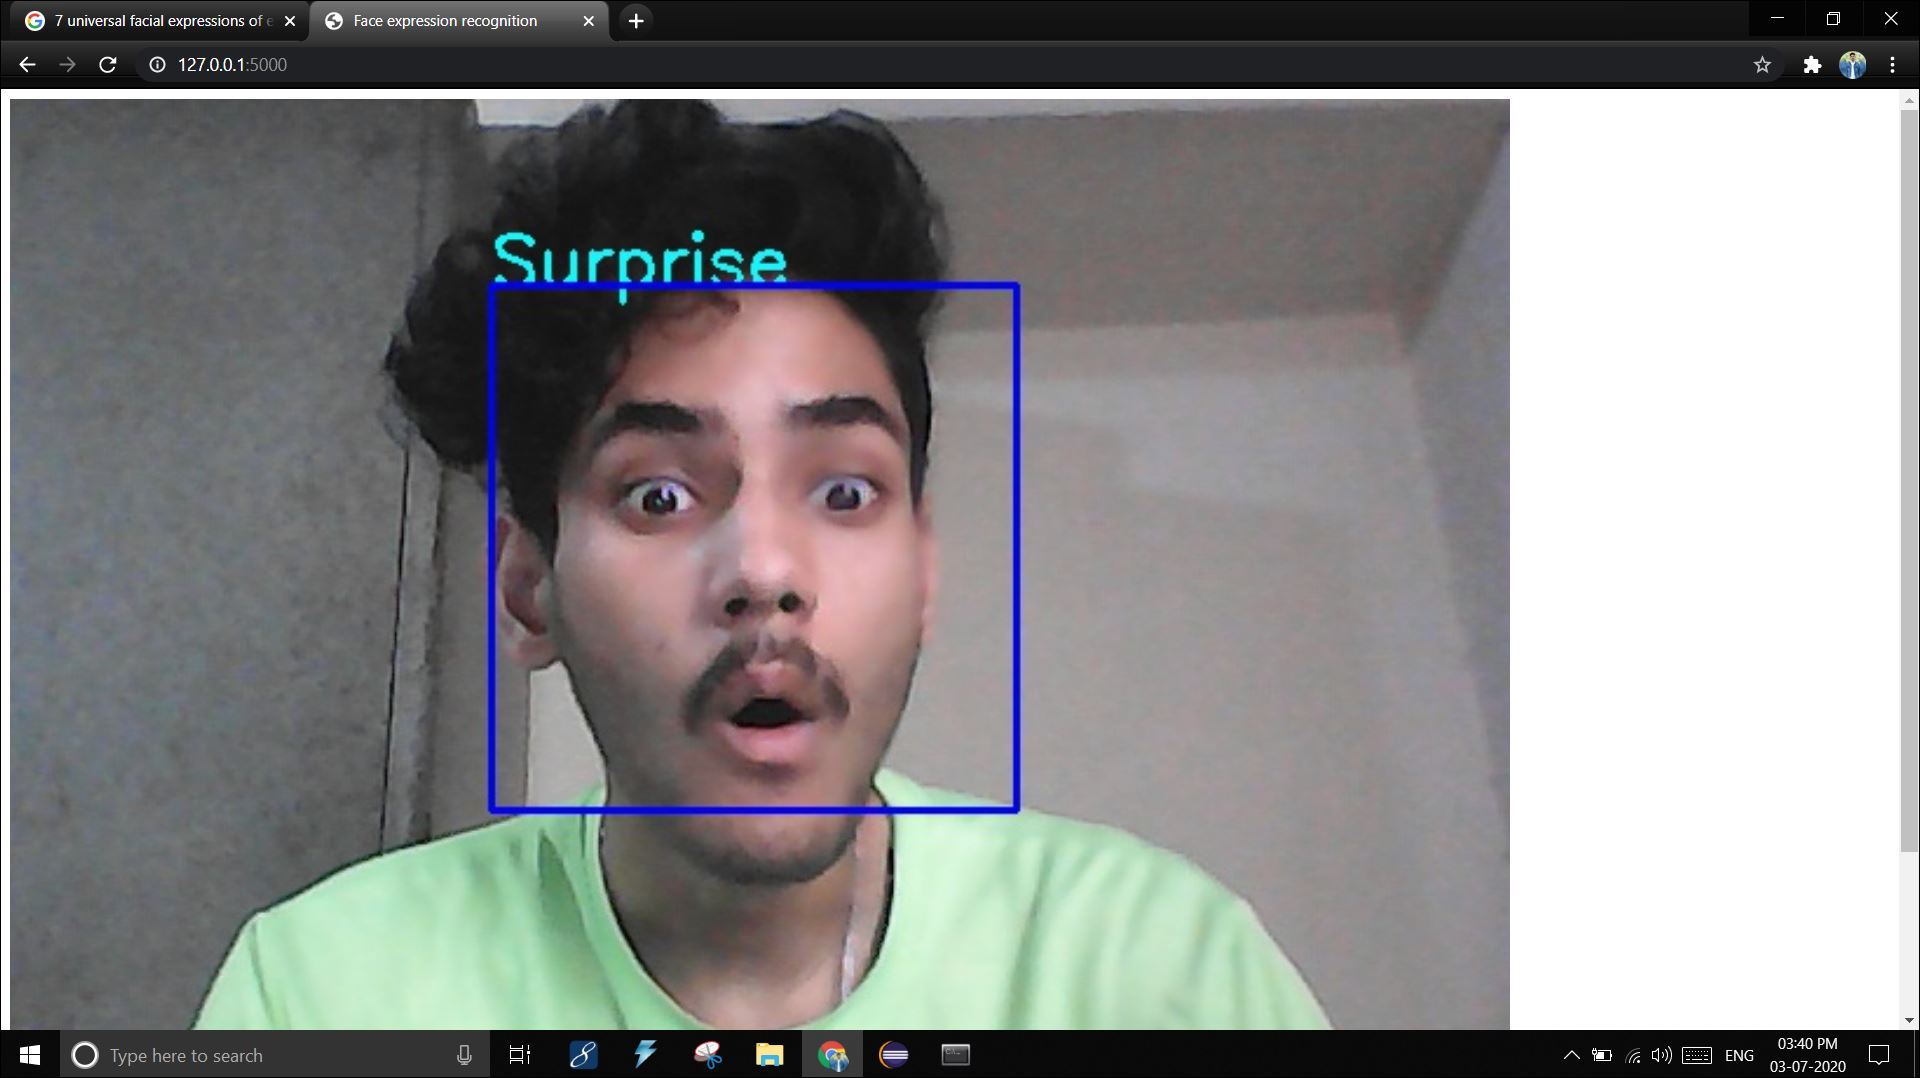 7 universal facial expressions of e
Face expression recognition
127.0.0.1:5000
Surprise
Type here to search
ENG
03:40 PM
03-07-2020